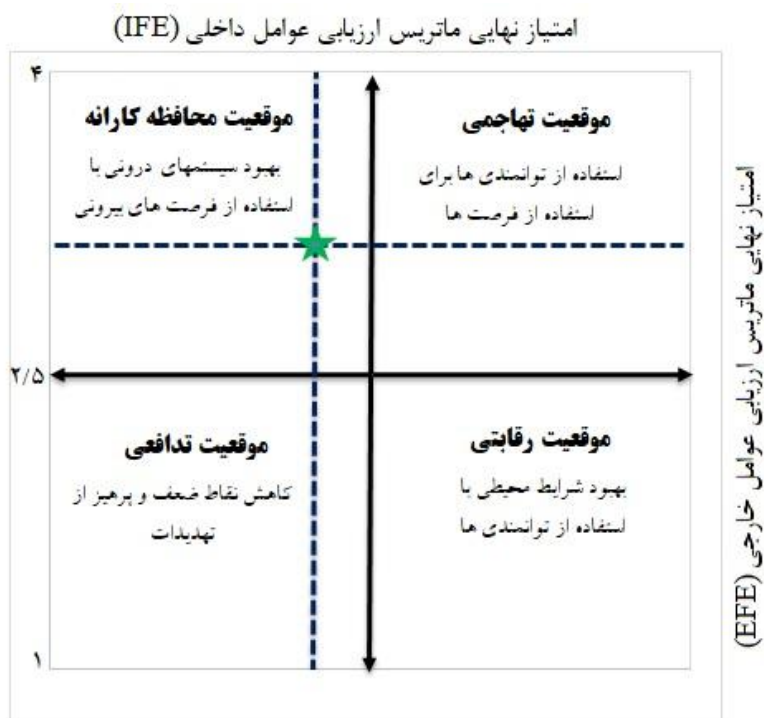 امتیاز نهایی ماتریس ارزیابی عوامل داخلی (IFE)
۴
موقعیت تهاجمی
استفاده از توانمندی ها برای
استفاده از فرصت ها
موقعیت محافظه کارانه
بهبود سیستمهای درونی با
استفاده از فرصت های بیرونی
۲/۵
موقعیت رقابتی
بهبود شرایط محیطی با
استفاده از توانمندی ها
موقعیت تدافعی
کاهش نقاط ضعف و پرهیز از
تهدیدات
۱
امتیاز نهایی ماتریس ارزیابی عوامل خارجی (EFE)